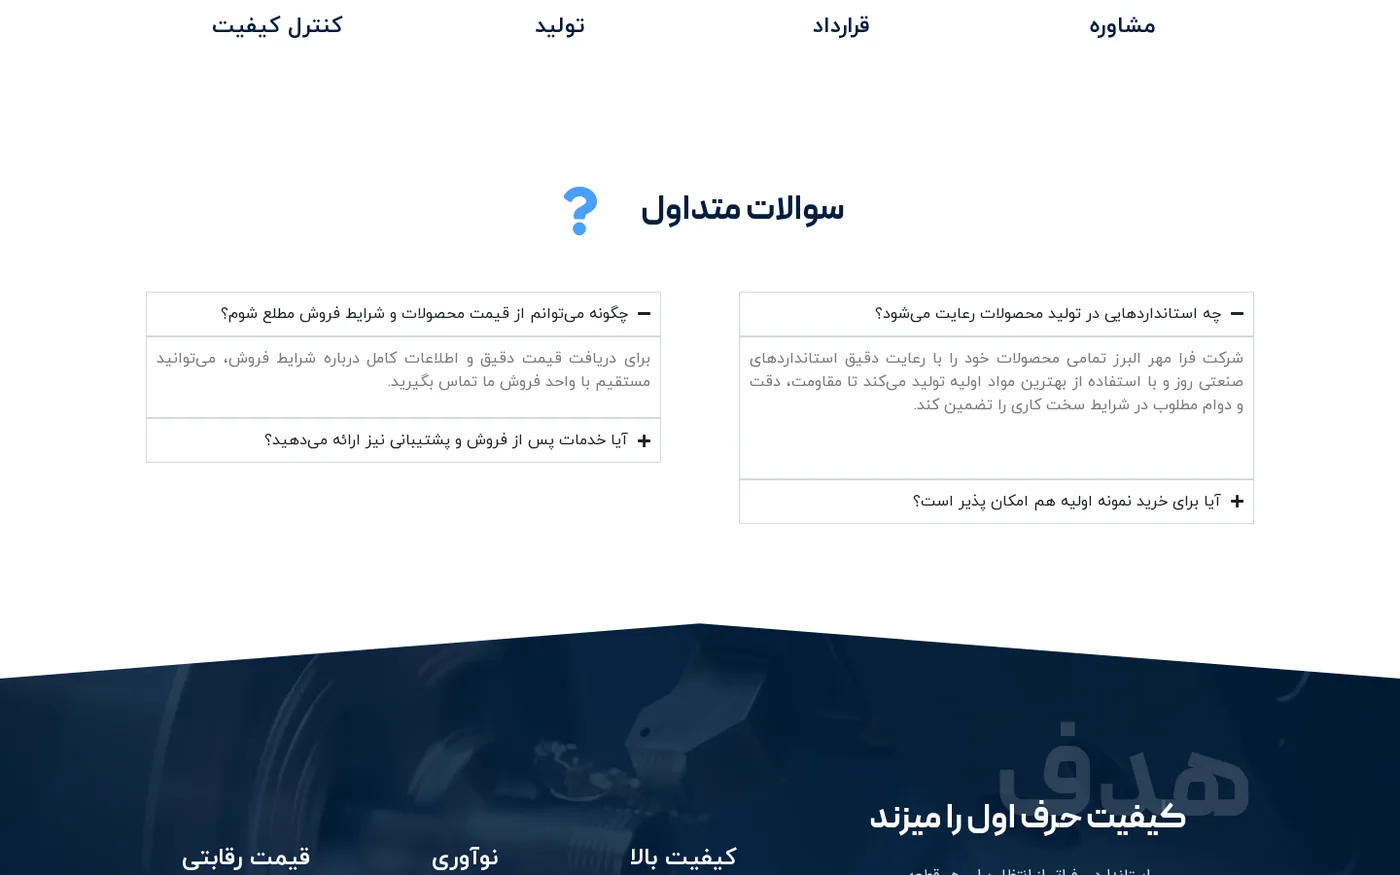 مشاوره
قرارداد
تولید
کنترل کیفیت
سوالات متداول ?
چه استانداردهایی در تولید محصولات رعایت می‌شود؟
شرکت فرا مهر البرز تمامی محصولات خود را با رعایت دقیق استانداردهای
صنعتی روز و با استفاده از بهترین مواد اولیه تولید می‌کند تا مقاومت، دقت
و دوام مطلوب در شرایط سخت کاری را تضمین کند.
آیا برای خرید نمونه اولیه هم امکان پذیر است؟
چگونه می‌توانم از قیمت محصولات و شرایط فروش مطلع شوم؟
برای دریافت قیمت دقیق و اطلاعات کامل درباره شرایط فروش، می‌توانید
مستقیم با واحد فروش ما تماس بگیرید.
آیا خدمات پس از فروش و پشتیبانی نیز ارائه می‌دهید؟
هدف
کیفیت حرف اول را میزند
کیفیت بالا
نوآوری
قیمت رقابتی